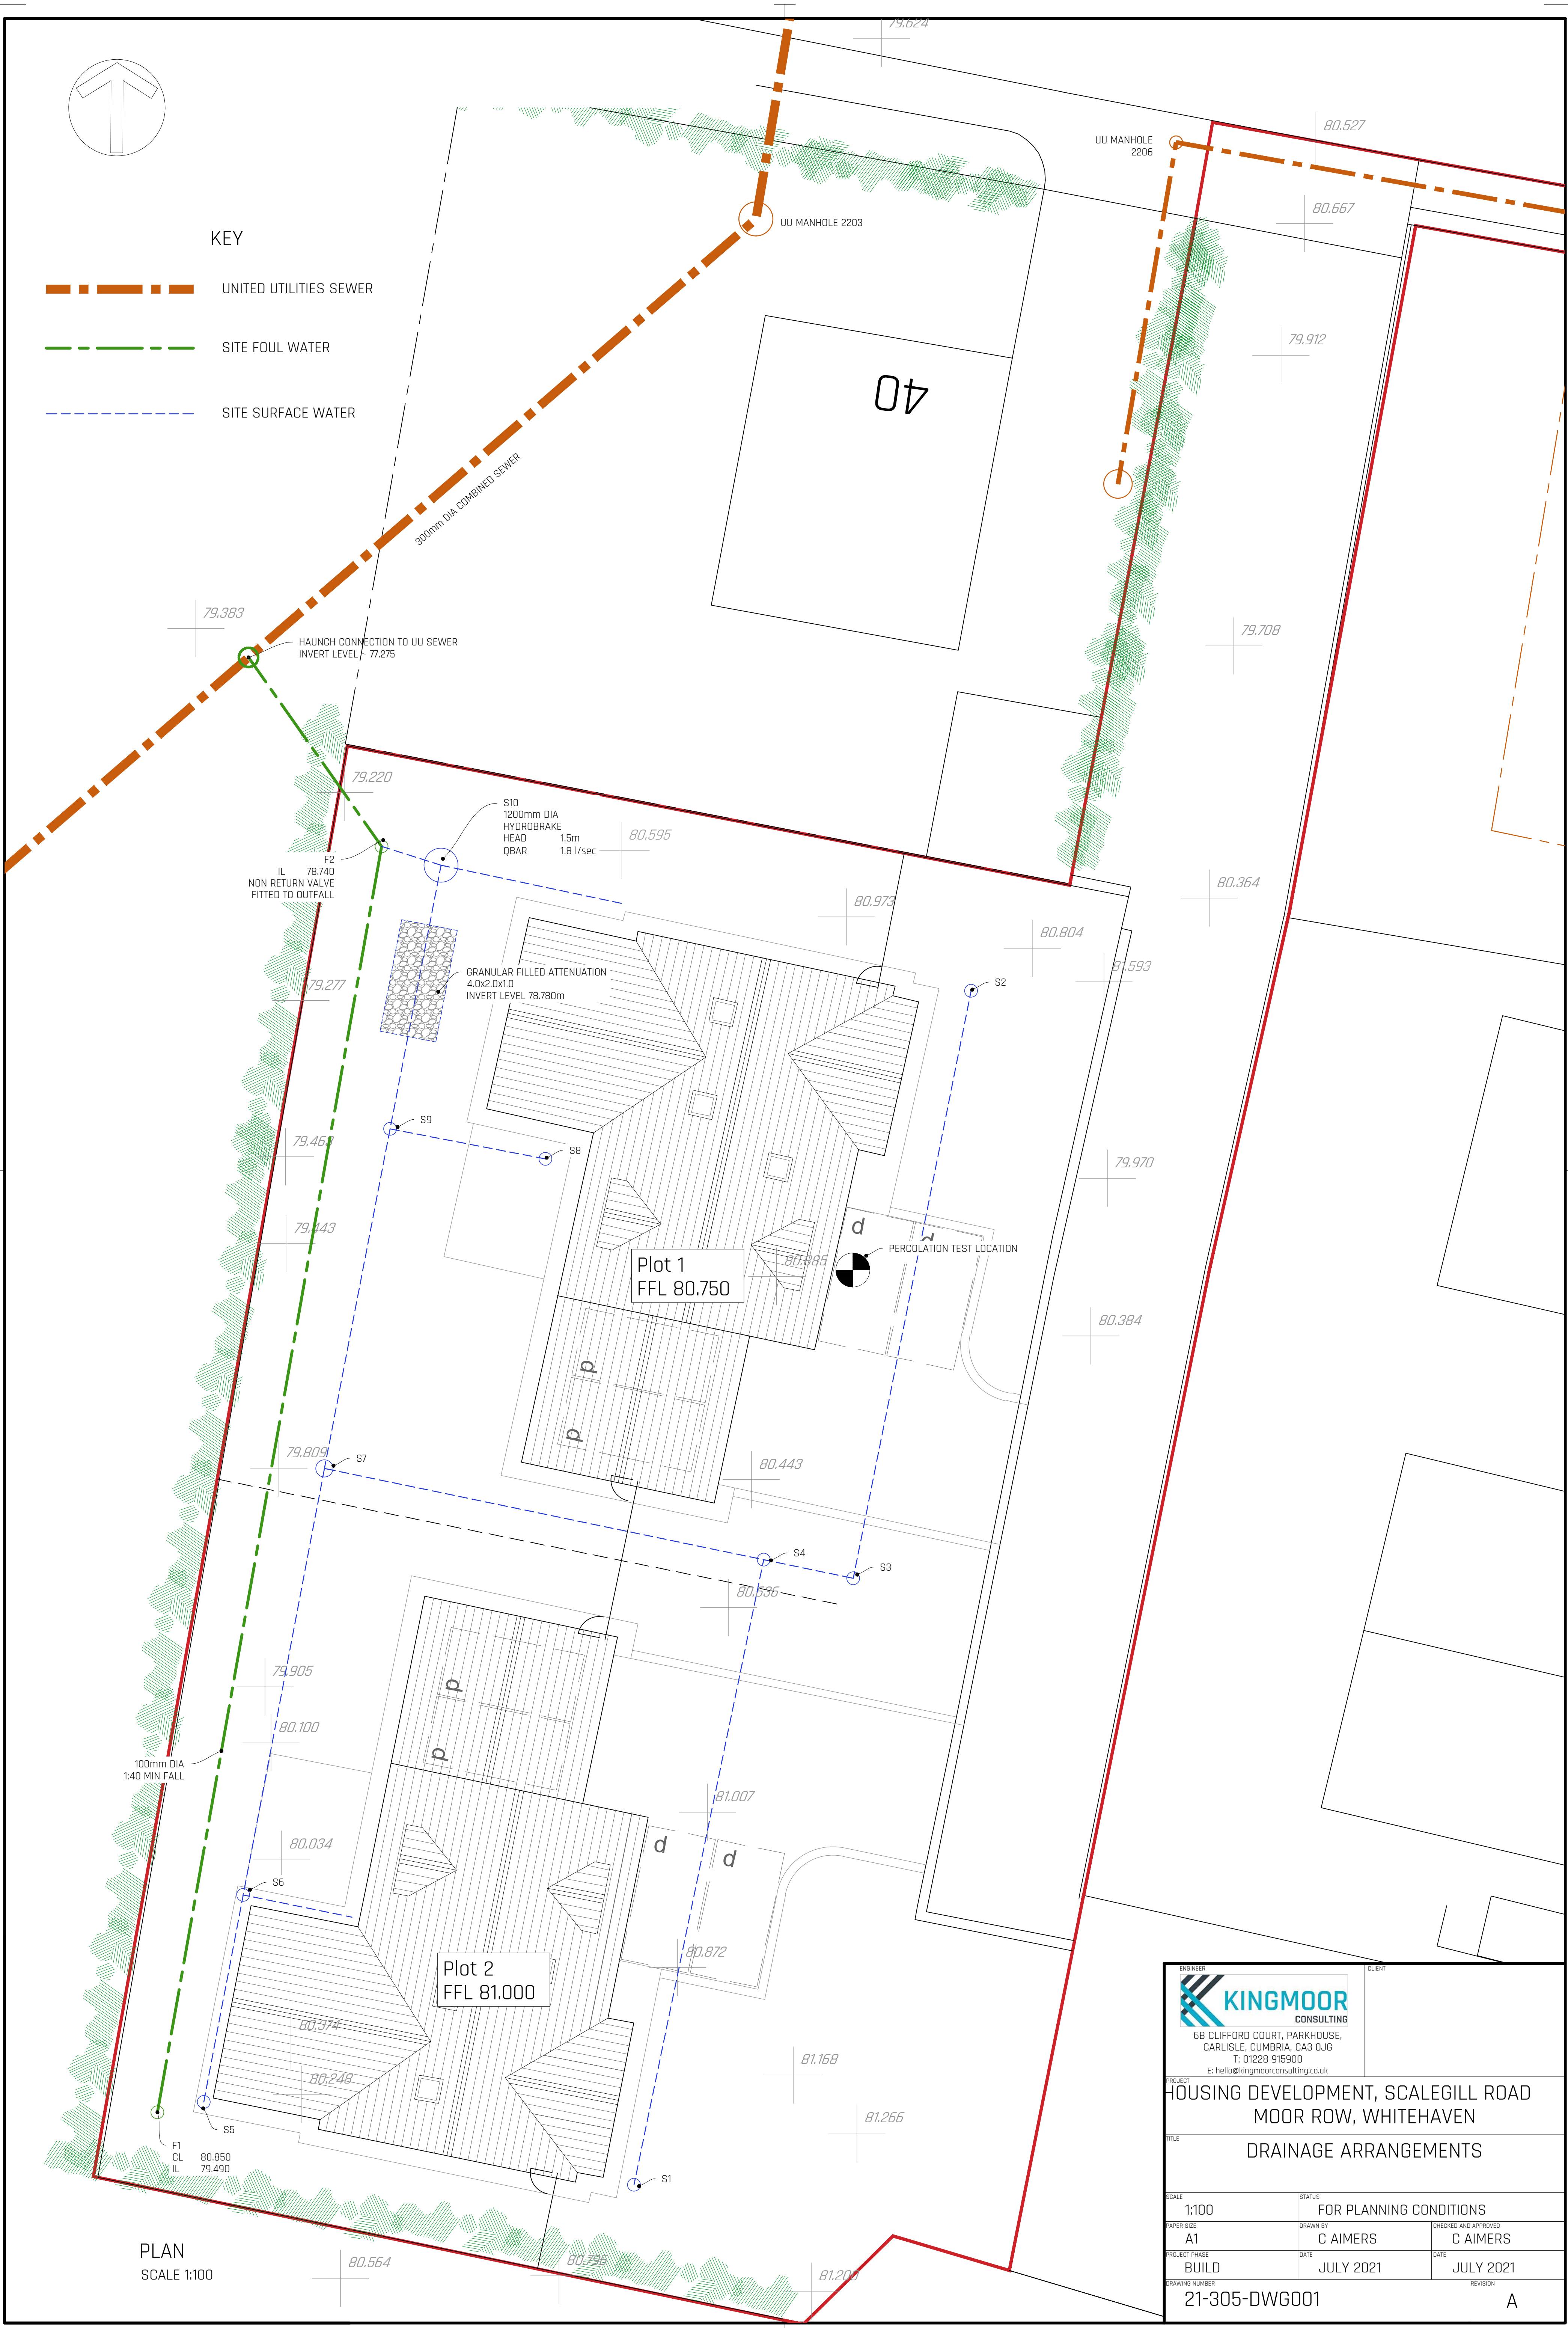 79.624
80.527
UU MANHOLE
2206
80.667
UU MANHOLE 2203
KEY
UNITED UTILITIES SEWER
SITE FOUL WATER
SITE SURFACE WATER
79.912
40
300mm DIA COMBINED SEWER
79.383
79.708
HAUNCH CONNECTION TO UU SEWER
INVERT LEVEL - 77.275
79.220
S10
1200mm DIA
HYDROBRAKE
HEAD 1.5m
QBAR 1.8 l/sec
80.595
F2
IL 78.740
NON RETURN VALVE
FITTED TO OUTFALL
80.364
80.973
80.804
81.593
79.277
GRANULAR FILLED ATTENUATION
4.0x2.0x1.0
INVERT LEVEL 78.780m
S2
S9
79.463
S8
79.970
79.443
d
d
PERCOLATION TEST LOCATION
Plot 1
FFL 80.750
80.885
80.384
d
d
79.809
S7
80.443
S4
S3
80.536
79.905
d
80.100
d
100mm DIA
1:40 MIN FALL
81.007
80.034
d
d
S6
80.872
Plot 2
FFL 81.000
80.374
81.168
80.248
81.266
S5
F1
CL 80.850
IL 79.490
S1
PLAN
SCALE 1:100
80.564
80.796
81.200
ENGINEER
CLIENT
KINGMOOR
CONSULTING
6B CLIFFORD COURT, PARKHOUSE,
CARLISLE, CUMBRIA, CA3 0JG
T: 01228 915900
E: hello@kingmoorconsulting.co.uk
PROJECT
HOUSING DEVELOPMENT, SCALEGILL ROAD
MOOR ROW, WHITEHAVEN
TITLE
DRAINAGE ARRANGEMENTS
SCALE
1:100
STATUS
FOR PLANNING CONDITIONS
PAPER SIZE
A1
DRAWN BY
C AIMERS
CHECKED AND APPROVED
C AIMERS
PROJECT PHASE
BUILD
DATE
JULY 2021
DATE
JULY 2021
DRAWING NUMBER
21-305-DWG001
REVISION
A